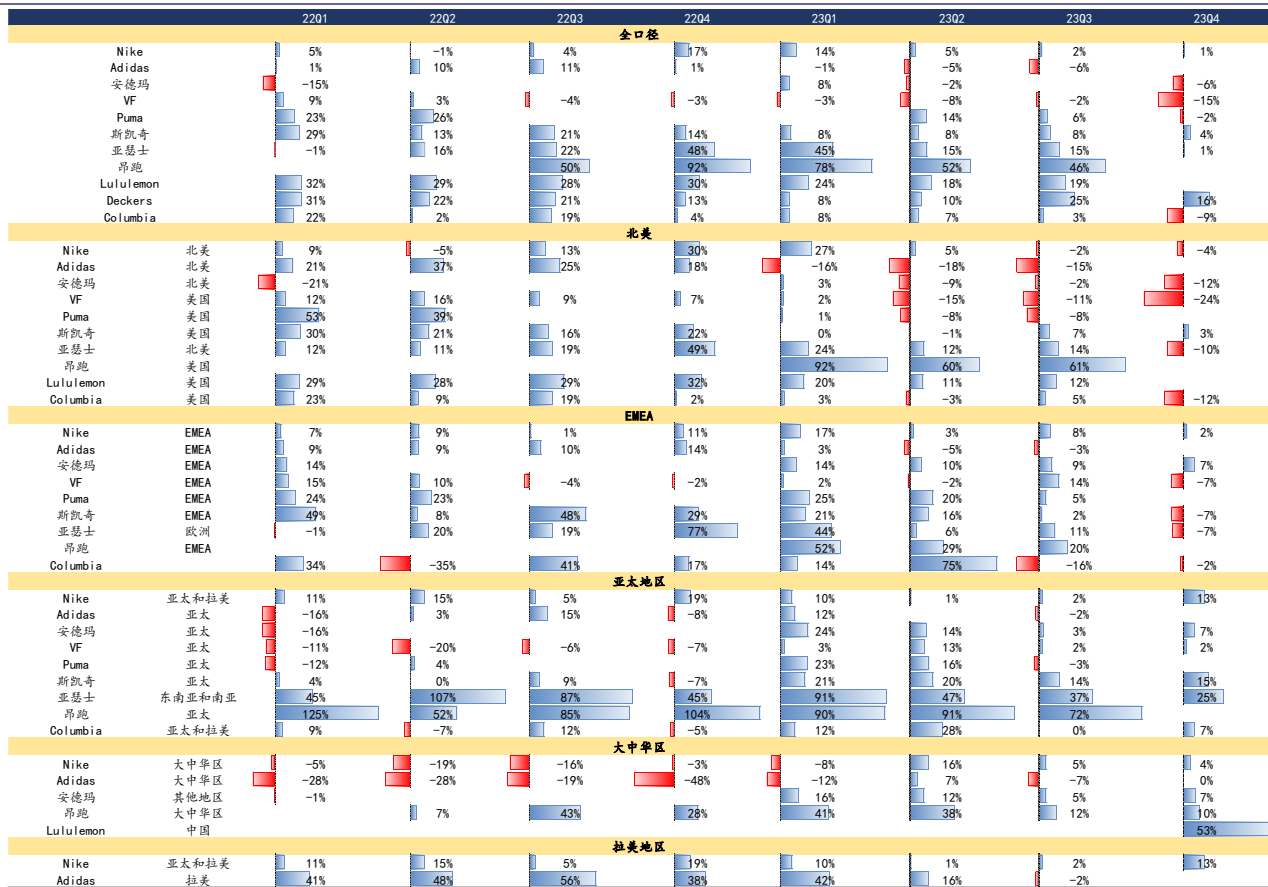 22Q1 22Q2 22Q3 22Q4 23Q1 23Q2 23Q3 23Q4
全口径
Nike 5% -1% 4% 17% 14% 5% 2% 1%
Adidas 1% 10% 11% 1% -1% -5% -6%
安德玛 -15% 8% -2% -6%
VF 9% 3% -4% -3% -3% -8% -2% -15%
Puma 23% 26% 14% 6% -2%
斯凯奇 29% 13% 21% 14% 8% 8% 8% 4%
亚瑟士 -1% 16% 22% 48% 45% 15% 15% 1%
昂跑 50% 92% 78% 52% 46%
Lululemon 32% 29% 28% 30% 24% 18% 19%
Deckers 31% 22% 21% 13% 8% 10% 25% 16%
Columbia 22% 2% 19% 4% 8% 7% 3% -9%
北美
Nike 北美 9% -5% 13% 30% 27% 5% -2% -4%
Adidas 北美 21% 37% 25% 18% -16% -18% -15%
安德玛 北美 -21% 3% -9% -2% -12%
VF 美国 12% 16% 9% 7% 2% -15% -11% -24%
Puma 美国 53% 39% 1% -8% -8%
斯凯奇 美国 30% 21% 16% 22% 0% -1% 7% 3%
亚瑟士 北美 12% 11% 19% 49% 24% 12% 14% -10%
昂跑 美国 92% 60% 61%
Lululemon 美国 29% 28% 29% 32% 20% 11% 12%
Columbia 美国 23% 9% 19% 2% 3% -3% 5% -12%
EMEA
Nike EMEA 7% 9% 1% 11% 17% 3% 8% 2%
Adidas EMEA 9% 9% 10% 14% 3% -5% -3%
安德玛 EMEA 14% 14% 10% 9% 7%
VF EMEA 15% 10% -4% -2% 2% -2% 14% -7%
Puma EMEA 24% 23% 25% 20% 5%
斯凯奇 EMEA 49% 8% 48% 29% 21% 16% 2% -7%
亚瑟士 欧洲 -1% 20% 19% 77% 44% 6% 11% -7%
昂跑 EMEA 52% 29% 20%
Columbia 34% -35% 41% 17% 14% 75% -16% -2%
亚太地区
Nike 亚太和拉美 11% 15% 5% 19% 10% 1% 2% 13%
Adidas 亚太 -16% 3% 15% -8% 12% -2%
安德玛 亚太 -16% 24% 14% 3% 7%
VF 亚太 -11% -20% -6% -7% 3% 13% 2% 2%
Puma 亚太 -12% 4% 23% 16% -3%
斯凯奇 亚太 4% 0% 9% -7% 21% 20% 14% 15%
亚瑟士 东南亚和南亚 45% 107% 87% 45% 91% 47% 37% 25%
昂跑 亚太 125% 52% 85% 104% 90% 91% 72%
Columbia 亚太和拉美 9% -7% 12% -5% 12% 28% 0% 7%
大中华区
Nike 大中华区 -5% -19% -16% -3% -8% 16% 5% 4%
Adidas 大中华区 -28% -28% -19% -48% -12% 7% -7% 0%
安德玛 其他地区 -1% 16% 12% 5% 7%
昂跑 大中华区 7% 43% 28% 41% 38% 12% 10%
Lululemon 中国 53%
拉美地区
Nike 亚太和拉美 11% 15% 5% 19% 10% 1% 2% 13%
Adidas 拉美 41% 48% 56% 38% 42% 16% -2%